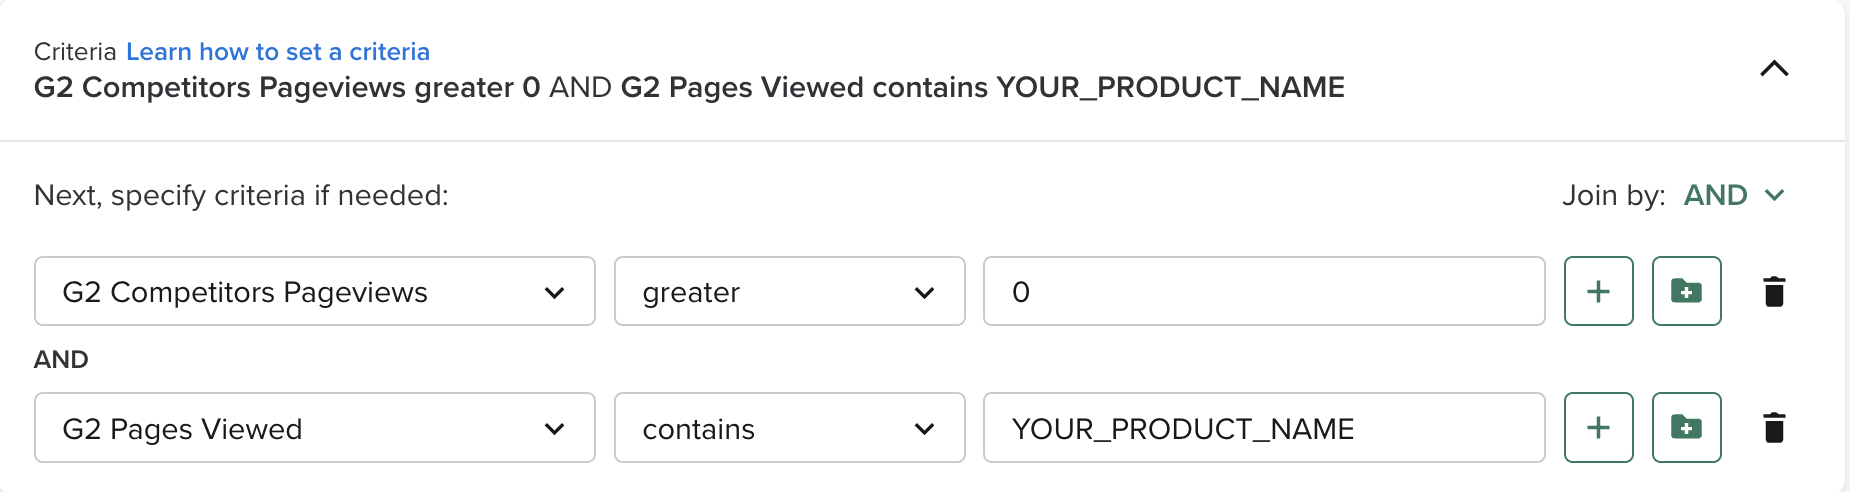 Criteria Learn how to set a criteria
G2 Competitors Pageviews greater 0 AND G2 Pages Viewed contains YOUR_PRODUCT_NAME
Next, specify criteria if needed:
Join by: AND
G2 Competitors Pageviews
greater
0
AND
G2 Pages Viewed
contains
YOUR_PRODUCT_NAME